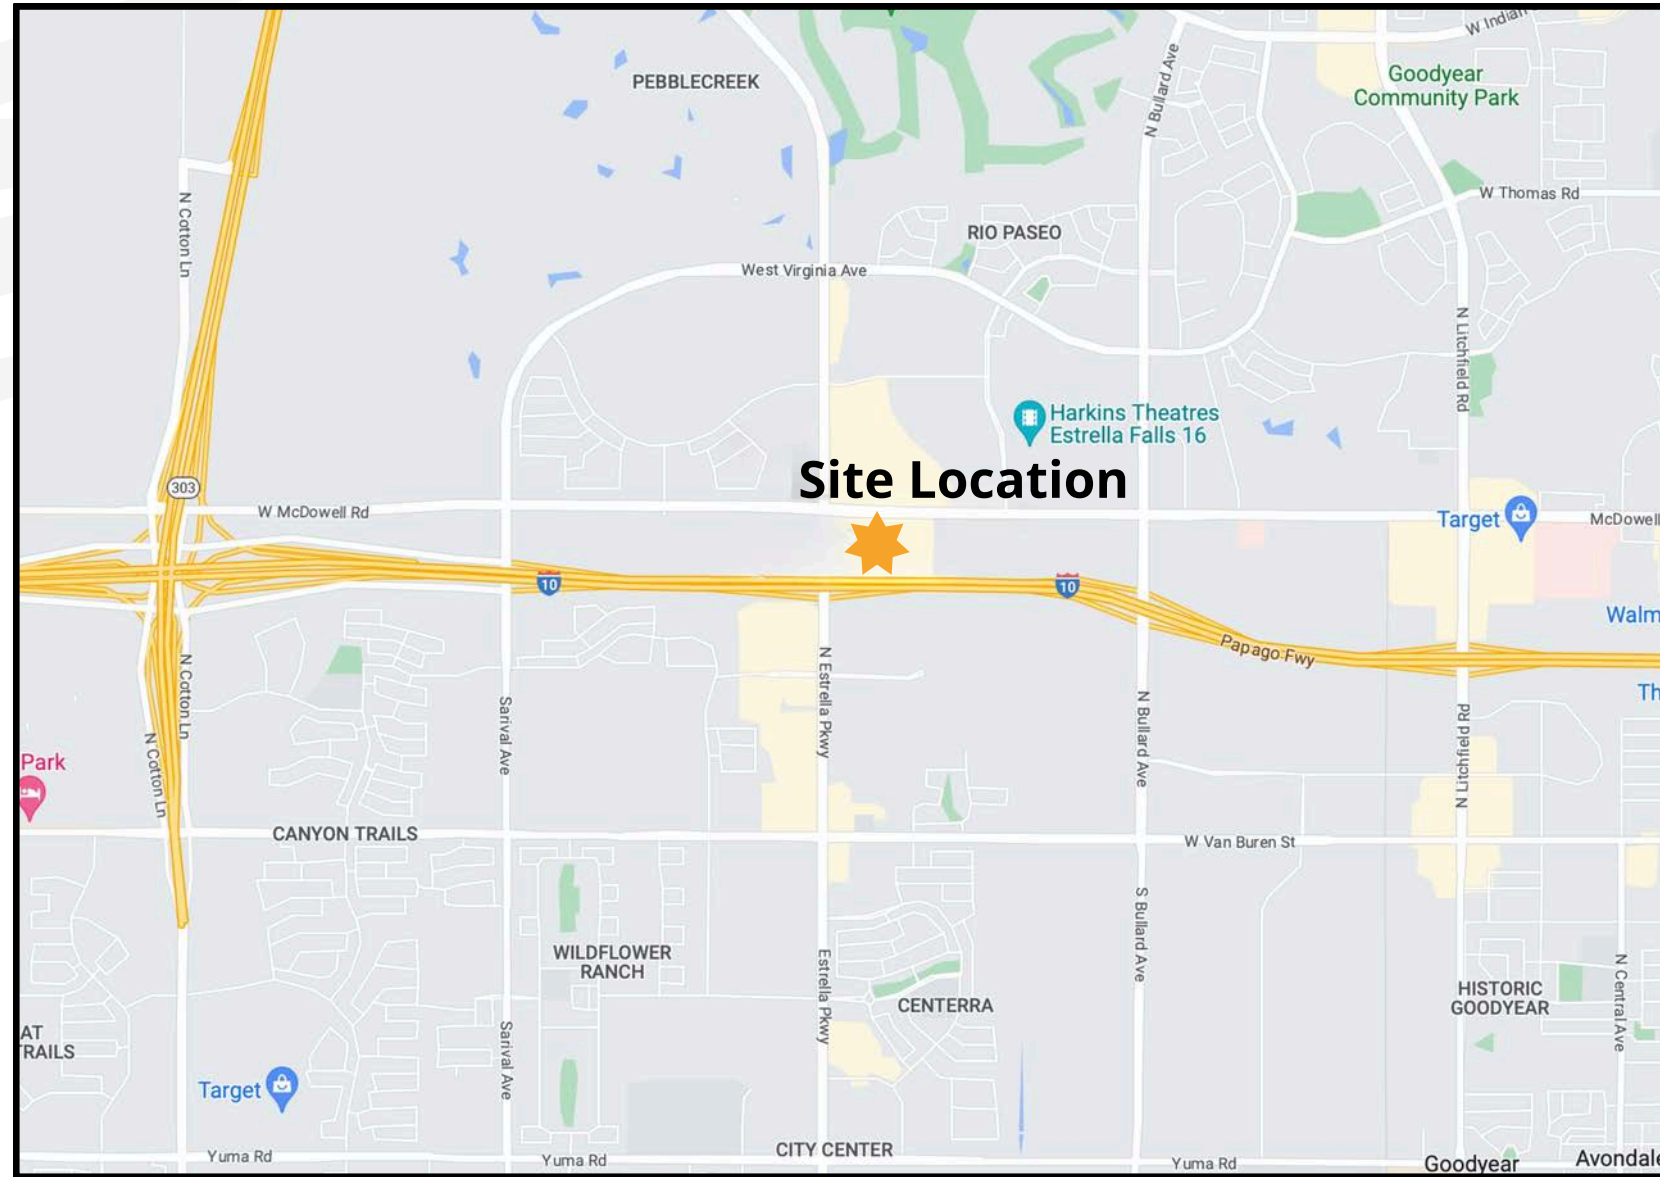 W Indian
PEBBLECREEK
N Bullard Ave
Goodyear
Community Park
W Thomas Rd
N Cotton Ln
RIO PASEO
West Virginia Ave
N Litchfield Rd
Harkins Theatres
Estrella Falls 16
Site Location
303
W McDowell Rd
Target
McDowell
10
10
Walm
Papago Fwy
N Cotton Ln
N Estrella Pkwy
Th
Sarival Ave
N Bullard Ave
N Litchfield Rd
N Cotton Ln
Park
CANYON TRAILS
W Van Buren St
S Bullard Ave
WILDFLOWER
RANCH
Estrella Pkwy
CENTERRA
HISTORIC
GOODYEAR
N Central Ave
AT
TRAILS
Sarival Ave
Target
CITY CENTER
Yuma Rd
Yuma Rd
Yuma Rd
Goodyear
Avondale